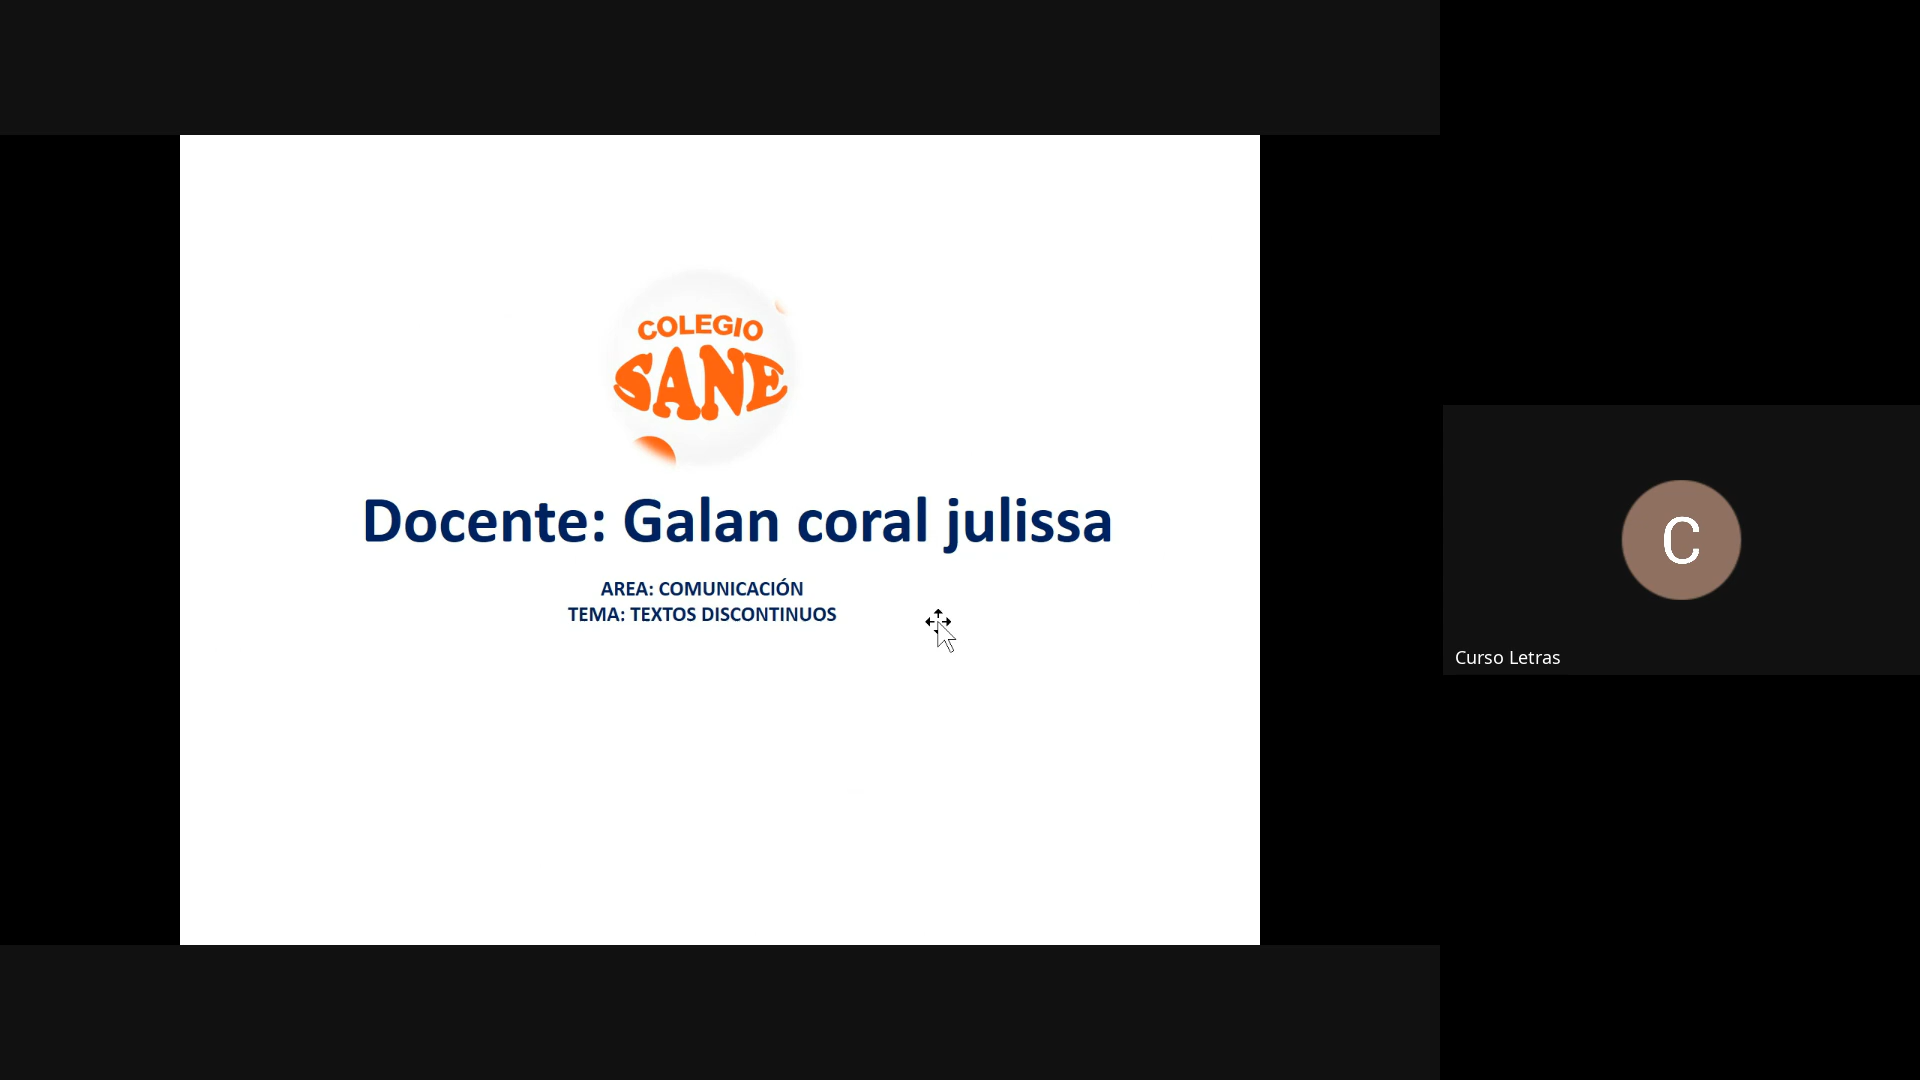 COLEGIO
SANE
Docente: Galan coral julissa
AREA: COMUNICACIÓN
TEMA: TEXTOS DISCONTINUOS
C
Curso Letras